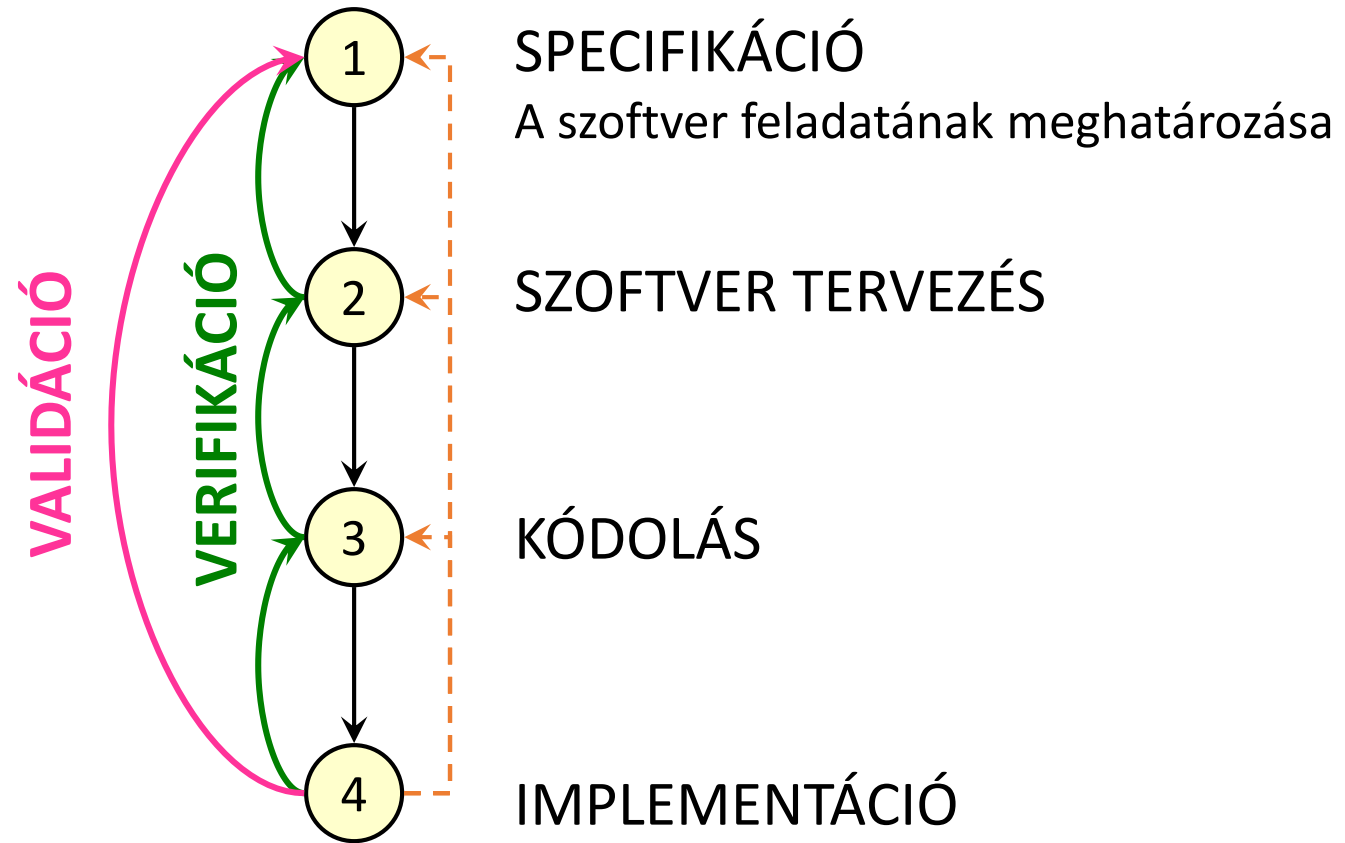 1
SPECIFIKÁCIÓ
A szoftver feladatának meghatározása
2
SZOFTVER TERVEZÉS
VALIDÁCIÓ
VERIFIKÁCIÓ
3
KÓDOLÁS
4
IMPLEMENTÁCIÓ